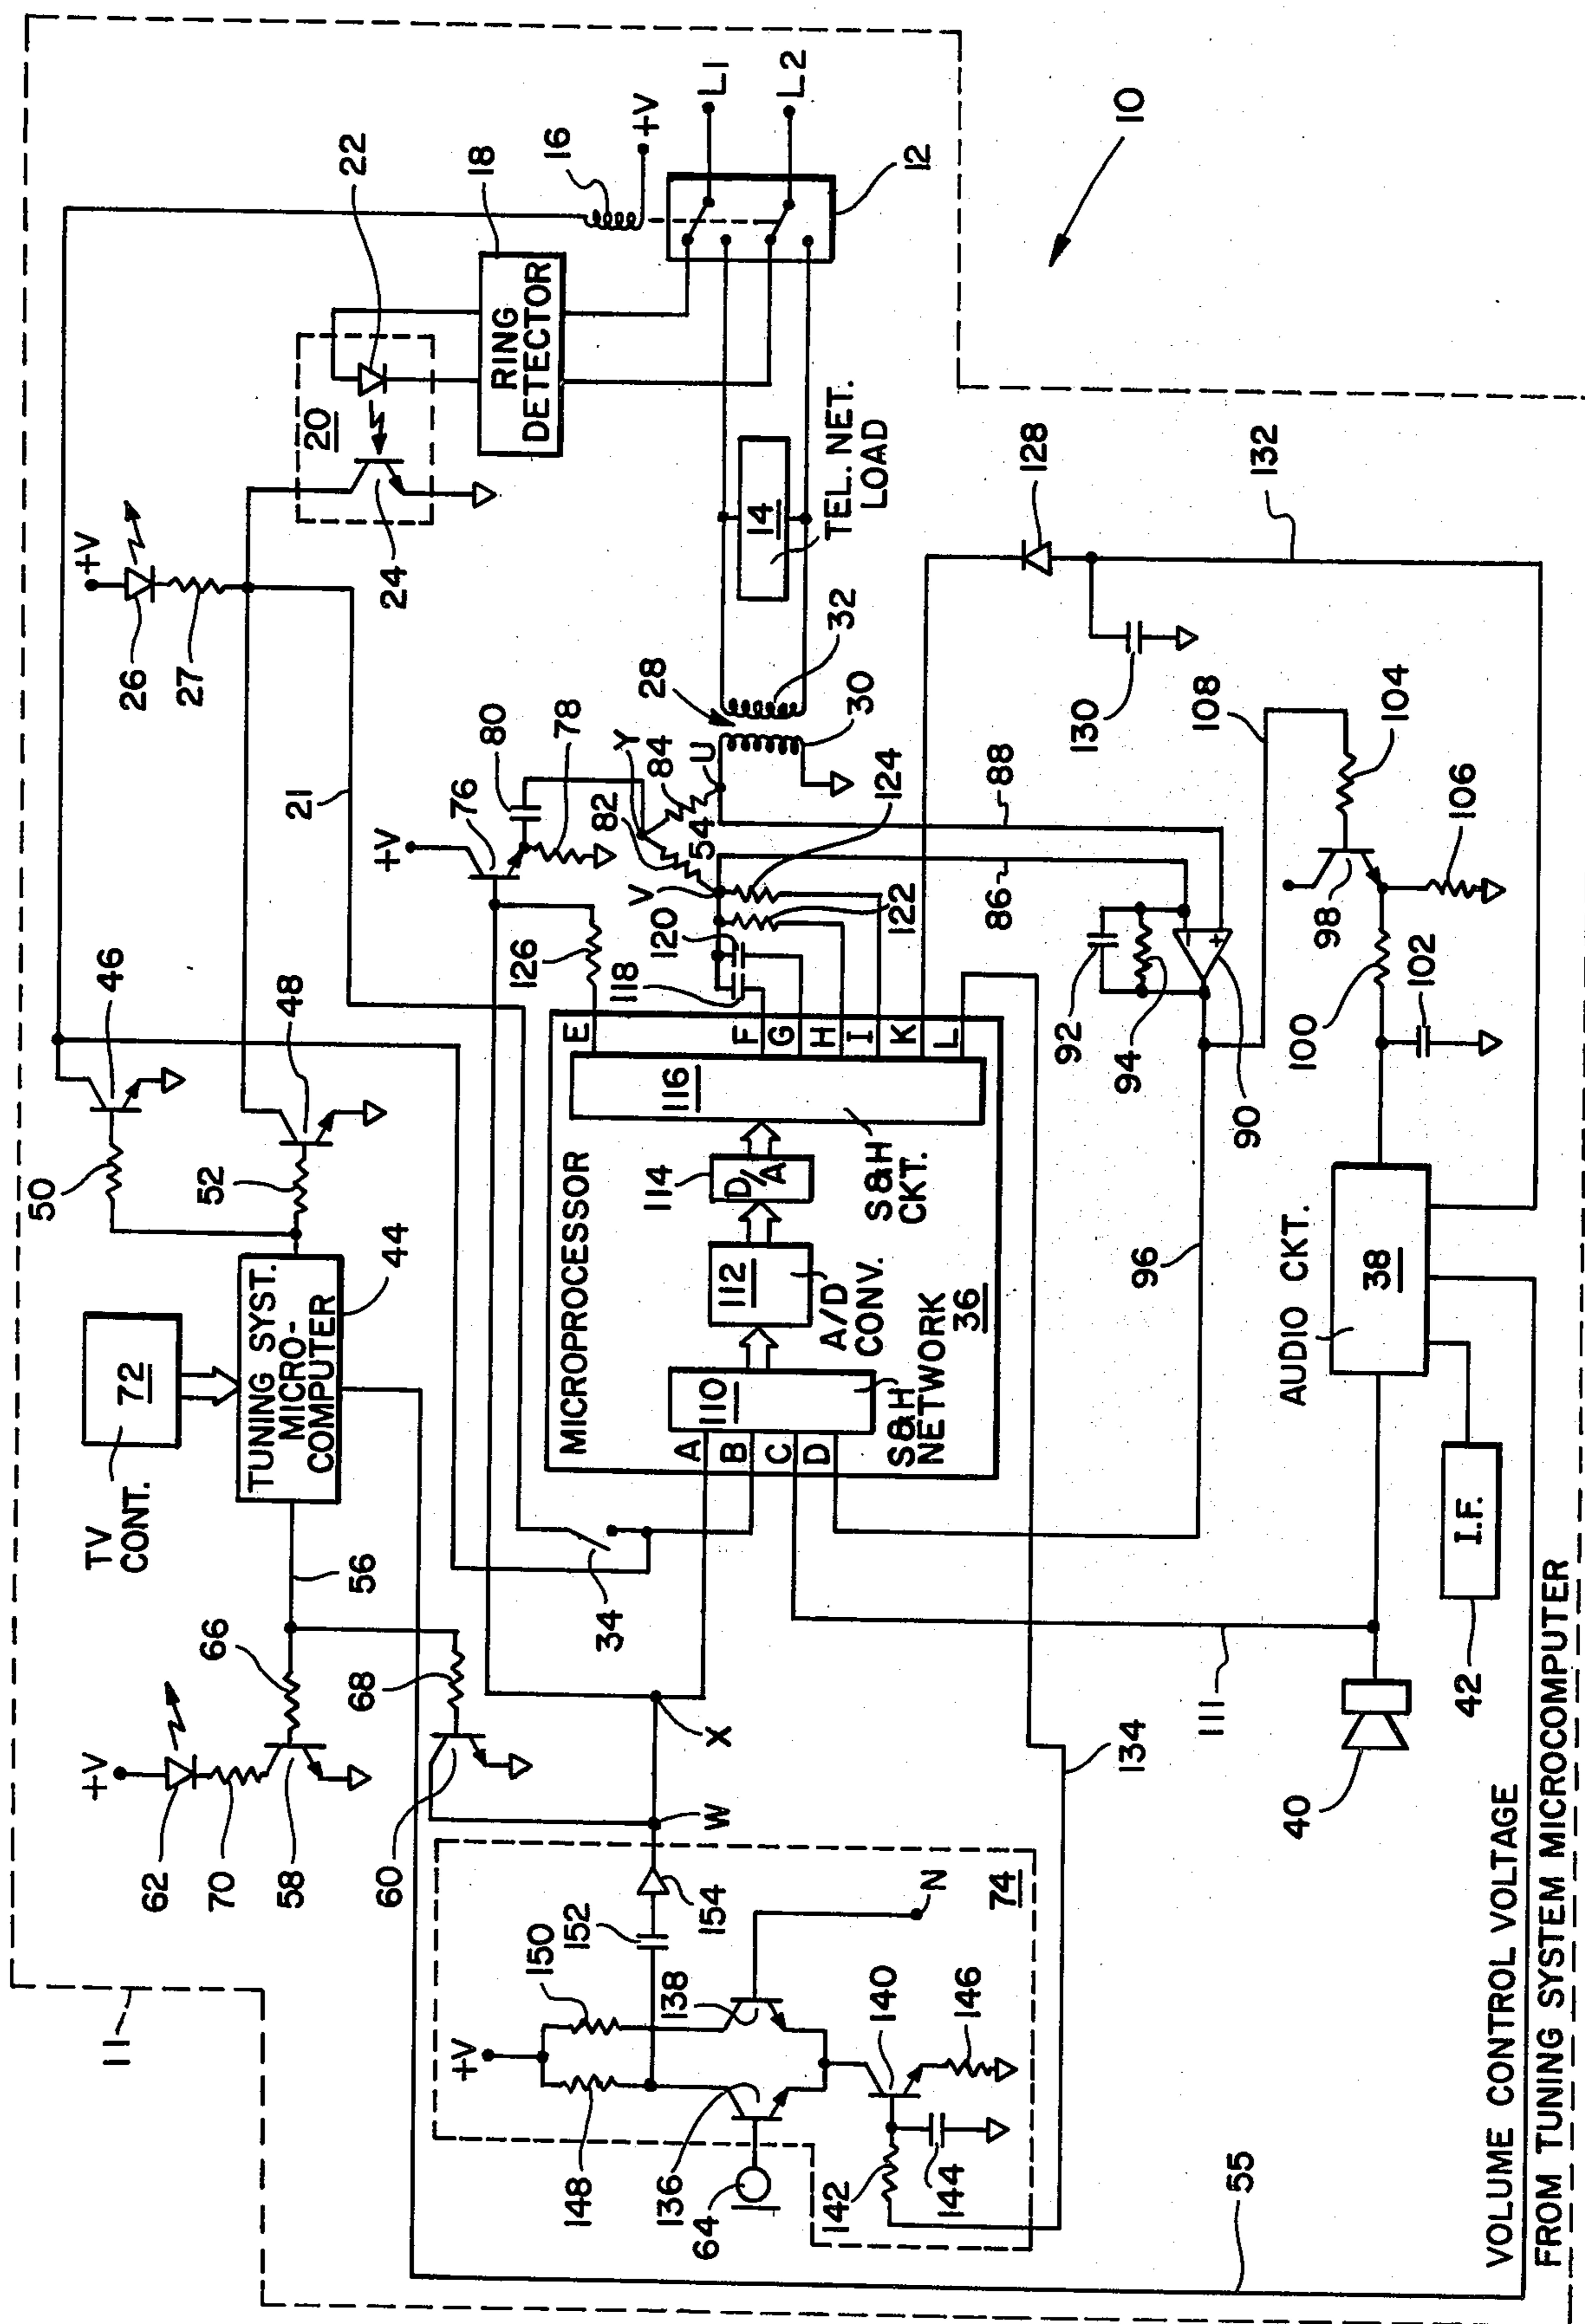 11
50
46
+V
26
27
TV
CONT.
72
TUNING SYST.
MICRO-
COMPUTER
44
52
48
21
24
20
22
+V
62
70
58
66
56
60
68
18
RING
DETECTOR
16
+V
L1
L2
12
+V
76
80
78
126
Y
82
84
54
U
V
28
32
30
14
TEL. NET.
LOAD
34
MICROPROCESSOR
A
B
C
D
110
S&H
NETWORK
112
A/D
CONV.
114
D/A
116
S&H
CKT.
36
E
F
G
H
I
K
L
118
120
122
124
W
X
+V
148
150
152
154
136
138
64
N
74
140
142
144
146
134
111
96
86
88
92
94
90
-
+
108
130
128
132
104
98
106
100
102
AUDIO CKT.
38
40
42
I.F.
55
10
VOLUME CONTROL VOLTAGE
FROM TUNING SYSTEM MICROCOMPUTER